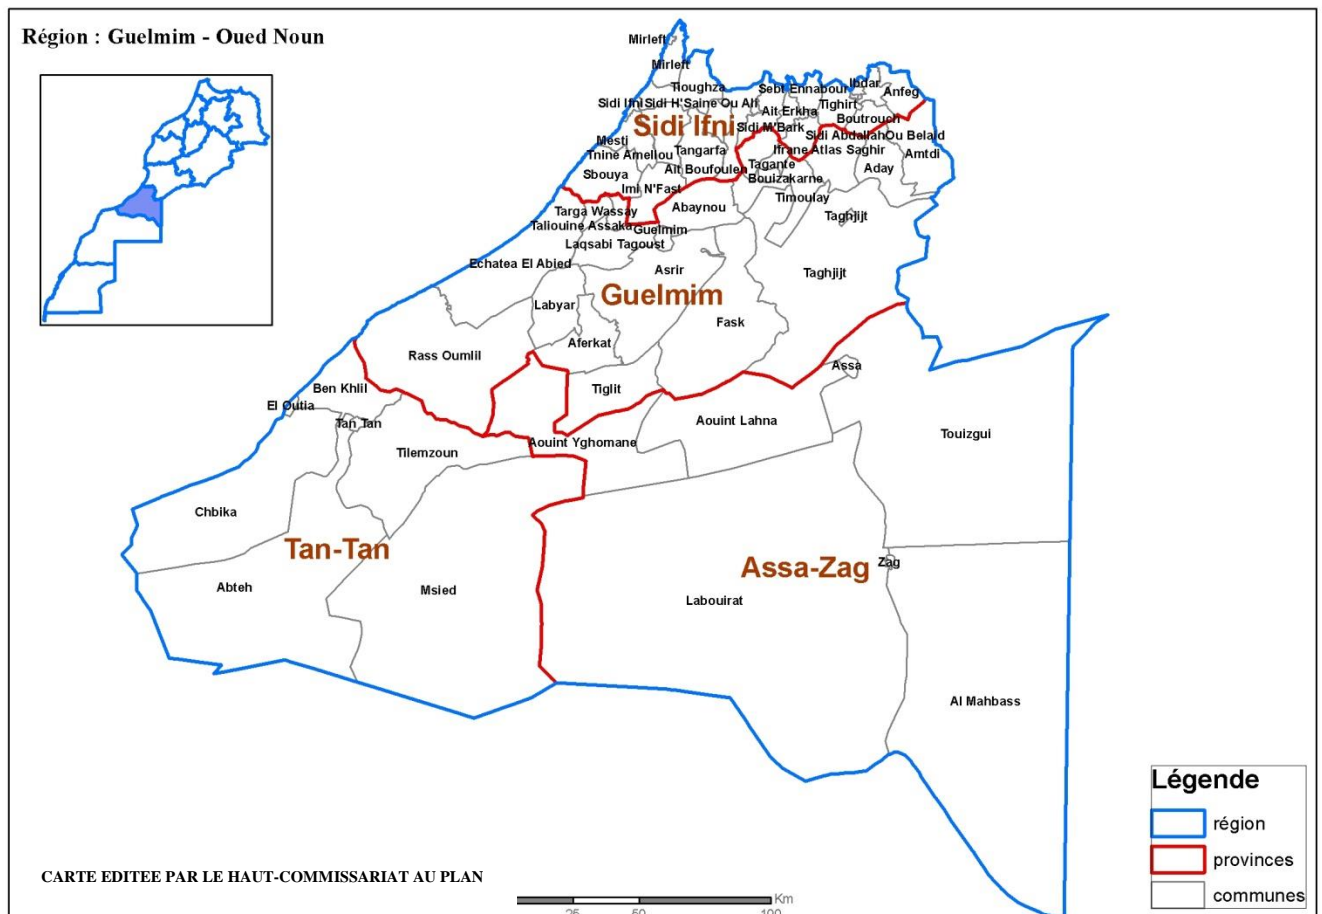 Région : Guelmim - Oued Noun
Mirleft
Mirleft
Tioughza
Sebt Ennabour
Ibdar
Anfeg
Sidi Ifni
Sidi H'Saine Ou Ali
Ait Erkha
Tighirt
Boutrouch
Sidi Ifni
Sidi M'Bark
Sidi Abdallah Ou Belaid
Mesti
Tnine Amellou
Tangarfa
Ifrane Atlas Saghir
Amtdi
Sbouya
Ait Boufoulen
Tagante
Aday
Imi N'Fast
Bouizakarne
Timoulay
Targa Wassay
Abaynou
Taghjijt
Taliouine Assaka
Guelmim
Laqsabi Tagoust
Echatea El Abied
Asrir
Taghjijt
Guelmim
Labyar
Fask
Aferkat
Rass Oumlil
Assa
Ben Khlil
Tiglit
El Outia
Tan Tan
Aouint Lahna
Touizgui
Aouint Yghomane
Tilemzoun
Chbika
Tan-Tan
Zag
Assa-Zag
Abteh
Msied
Labouirat
Al Mahbass
Légende
région
provinces
communes
CARTE EDITEE PAR LE HAUT-COMMISSARIAT AU PLAN
Km
25 50 100